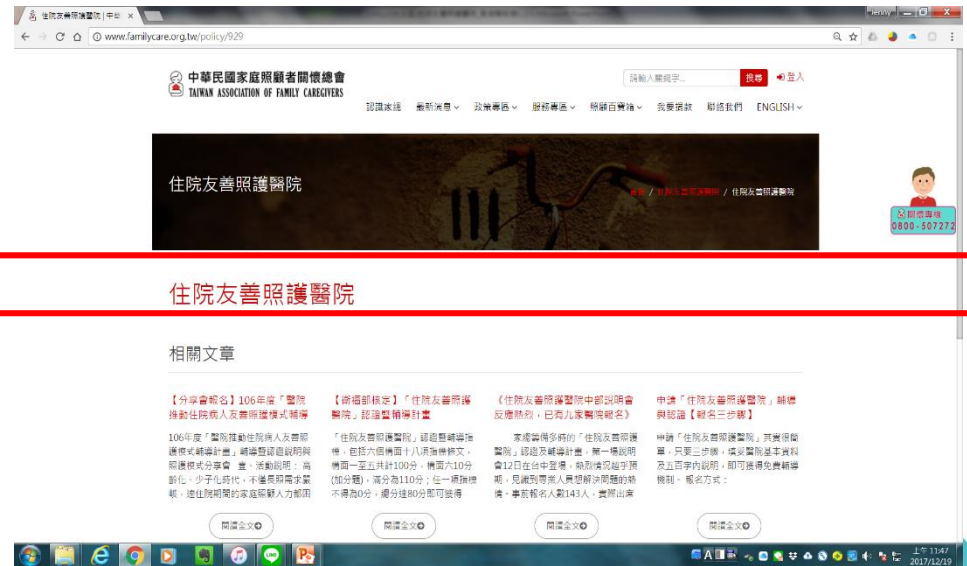 住院友善照護醫院 | 中華
Jenny
www.familycare.org.tw/policy/929
中華民國家庭照顧者關懷總會
TAIWAN ASSOCIATION OF FAMILY CAREGIVERS
請輸入關鍵字...
搜尋
登入
認識家總 最新消息 政策專區 服務專區 照顧百寶箱 我要捐款 聯絡我們 ENGLISH
住院友善照護醫院
首頁 / 住院友善照護醫院 / 住院友善照護醫院
關懷專線
0800-507272
住院友善照護醫院
相關文章
【分享會報名】106年度「醫院
推動住院病人友善照護模式輔導
106年度「醫院推動住院病人友善照
護模式輔導計畫」輔導暨認證說明與
照護模式分享會 壹、活動說明： 高
齡化、少子化時代，不僅長照需求嚴
峻，連住院期間的家庭照顧人力都困
閱讀全文
【衛福部核定】「住院友善照護
醫院」認證暨輔導計畫
「住院友善照護醫院」認證暨輔導指
標，包括六個構面十八項指標條文，
構面一至五共計100分，構面六10分
(加分題)，滿分為110分；任一項指標
不得為0分，總分達80分即可獲得
閱讀全文
《住院友善照護醫院中部說明會
反應熱烈，已有九家醫院報名》
家總籌備多時的「住院友善照護
醫院」認證及輔導計畫，第一場說明
會12日在台中登場，熱烈情況超乎預
期，見識到專業人員想解決問題的熱
情。事前報名人數143人，實際出席
閱讀全文
申請「住院友善照護醫院」輔導
與認證【報名三步驟】
申請「住院友善照護醫院」其實很簡
單，只要三步驟，填妥醫院基本資料
及五百字內說明，即可獲得免費輔導
機制。 報名方式：
閱讀全文
上午 11:47
2017/12/19